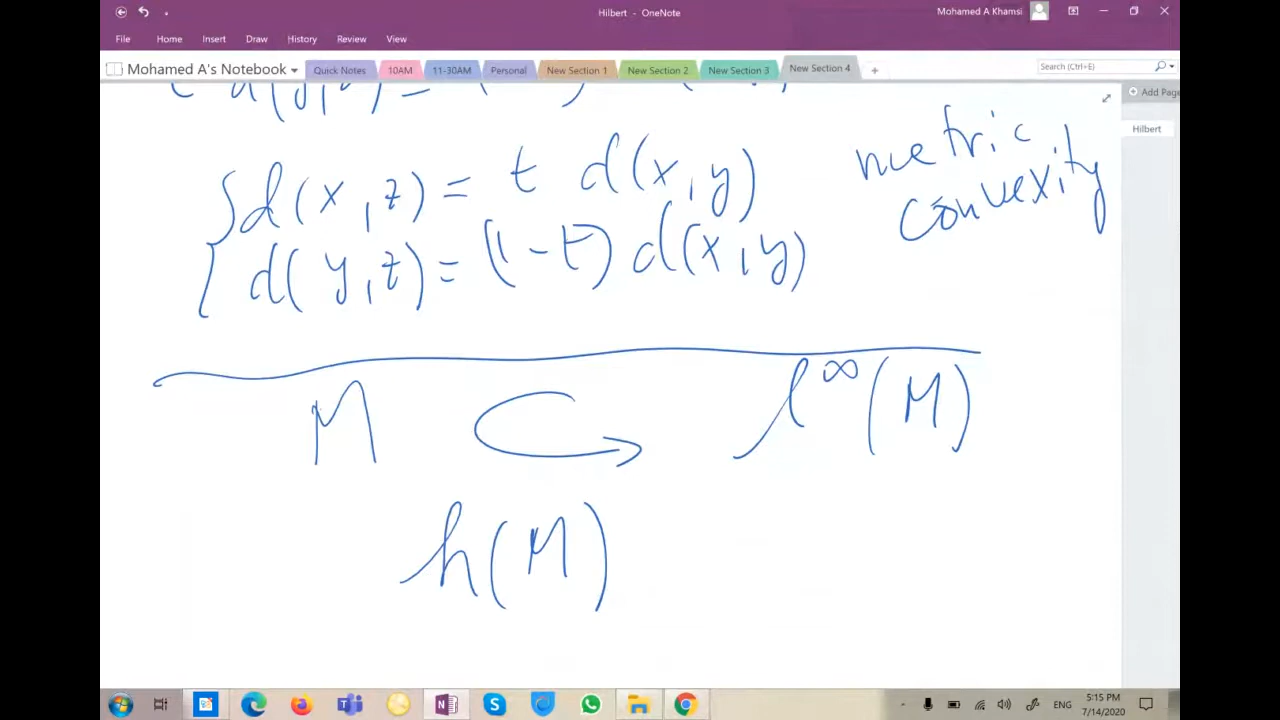 Hilbert - OneNote
Mohamed A Khamsi
File Home Insert Draw History Review View
Mohamed A's Notebook Quick Notes 10AM 11-30AM Personal New Section 1 New Section 2 New Section 3 New Section 4
Search (Ctrl+E)
Add Page
Hilbert
metric
convexity
d(x,z) = t d(x,y)
d(y,z) = (1-t) d(x,y)
M ↪ l^∞(M)
h(M)
ENG
5:15 PM
7/14/2020